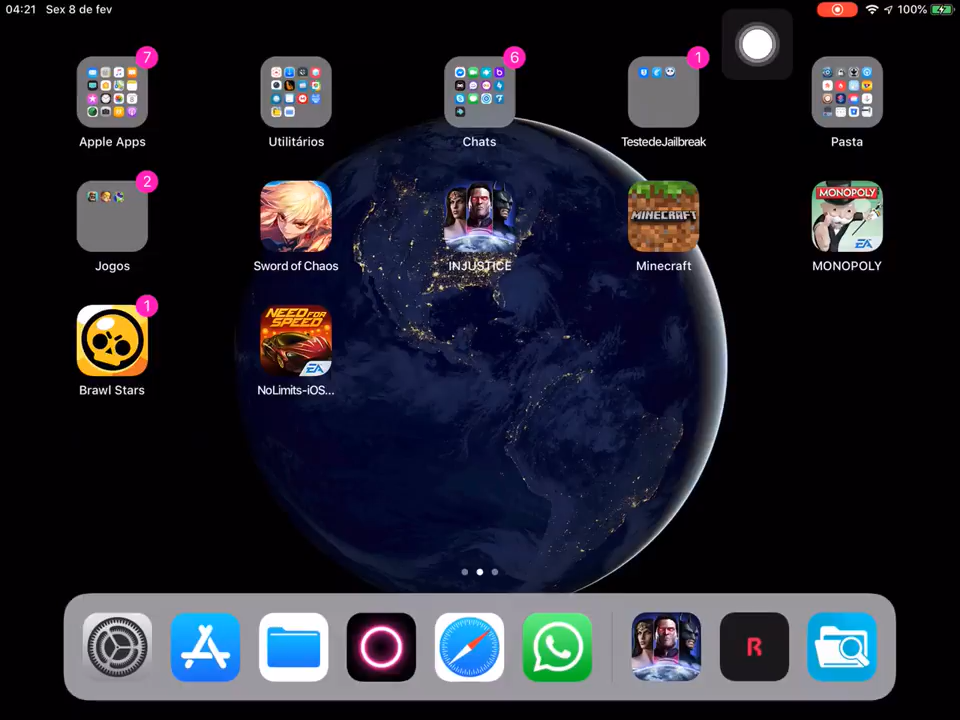 04:21 Sex 8 de fev
100%
7
6
1
Apple Apps
Utilitários
Chats
TestedeJailbreak
Pasta
2
MINECRAFT
MONOPOLY
EA
Jogos
Sword of Chaos
INJUSTICE
Minecraft
MONOPOLY
1
NEED FOR SPEED
EA
Brawl Stars
NoLimits-iOS...
R